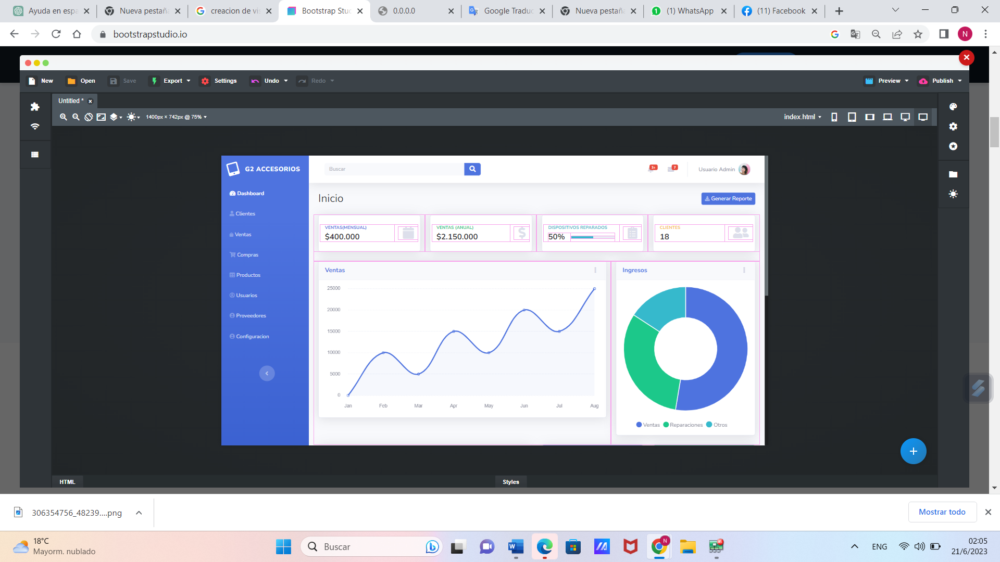 Ayuda en espa
Nueva pestaña
creacion de vis
Bootstrap Stuc
0.0.0.0
Google Traduc
Nueva pestaña
(1) WhatsApp
(11) Facebook
bootstrapstudio.io
N
New
Open
Save
Export
Settings
Undo
Redo
Preview
Publish
Untitled *
1400px × 742px @ 75%
index.html
G2 ACCESORIOS
Buscar
3+
7
Usuario Admin
Dashboard
Clientes
Ventas
Compras
Productos
Usuarios
Proveedores
Configuracion
Inicio
Generar Reporte
VENTAS(MENSUAL)
$400.000
VENTAS (ANUAL)
$2.150.000
DISPOSITIVOS REPARADOS
50%
CLIENTES
18
Ventas
25000
20000
15000
10000
5000
0
Jan Feb Mar Apr May Jun Jul Aug
Ingresos
Ventas Reparaciones Otros
HTML
Styles
306354756_48239....png
Mostrar todo
18°C
Mayorm. nublado
Buscar
N
ENG
02:05
21/6/2023